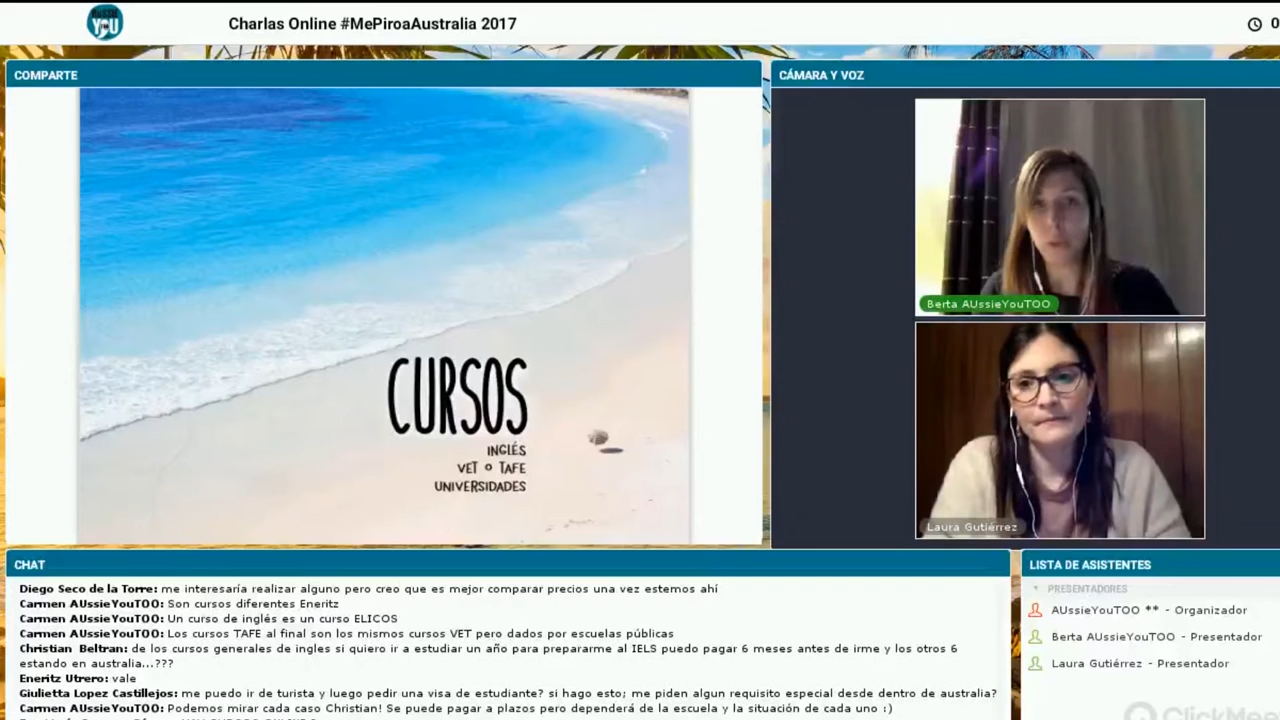 AUSSIE
YOU
Charlas Online #MePiroaAustralia 2017
COMPARTE
CÁMARA Y VOZ
CURSOS
INGLÉS
VET o TAFE
UNIVERSIDADES
Berta AUssieYouTOO
Laura Gutiérrez
CHAT
Diego Seco de la Torre: me interesaría realizar alguno pero creo que es mejor comparar precios una vez estemos ahí
Carmen AUssieYouTOO: Son cursos diferentes Eneritz
Carmen AUssieYouTOO: Un curso de inglés es un curso ELICOS
Carmen AUssieYouTOO: Los cursos TAFE al final son los mismos cursos VET pero dados por escuelas públicas
Christian Beltran: de los cursos generales de ingles si quiero ir a estudiar un año para prepararme al IELS puedo pagar 6 meses antes de irme y los otros 6
estando en australia...???
Eneritz Utrero: vale
Giulietta Lopez Castillejos: me puedo ir de turista y luego pedir una visa de estudiante? si hago esto; me piden algun requisito especial desde dentro de australia?
Carmen AUssieYouTOO: Podemos mirar cada caso Christian! Se puede pagar a plazos pero dependerá de la escuela y la situación de cada uno :)
LISTA DE ASISTENTES
PRESENTADORES
AUssieYouTOO ** - Organizador
Berta AUssieYouTOO - Presentador
Laura Gutiérrez - Presentador